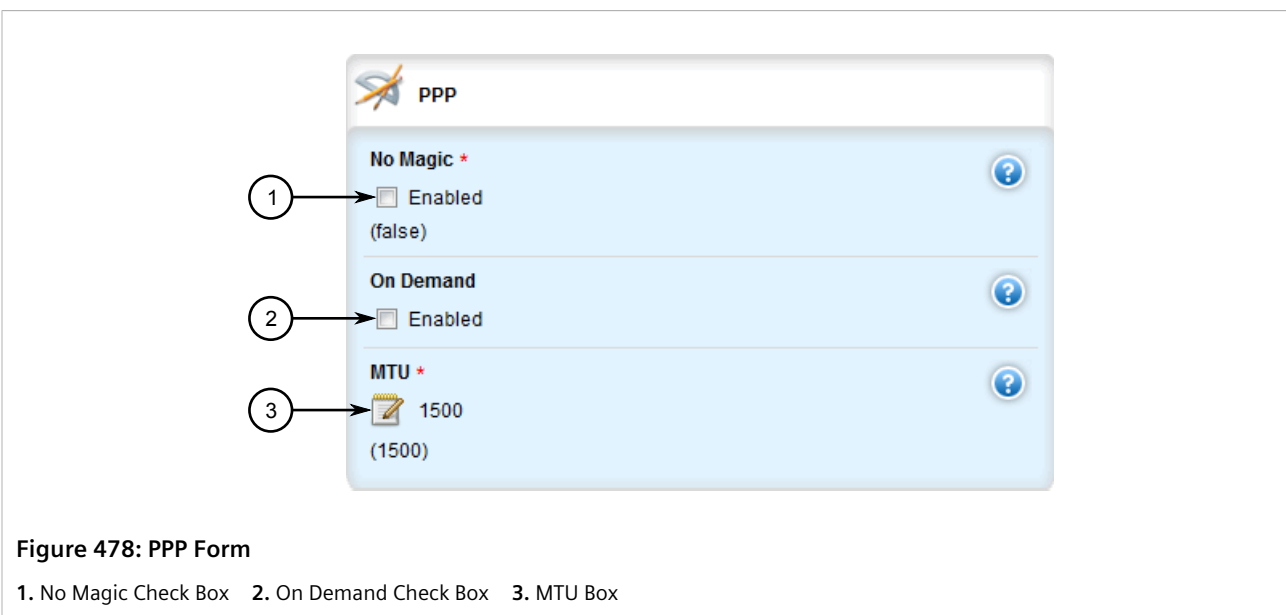 PPP
No Magic *
1
Enabled
(false)
On Demand
2
Enabled
MTU *
3
1500
(1500)
Figure 478: PPP Form
1. No Magic Check Box 2. On Demand Check Box 3. MTU Box